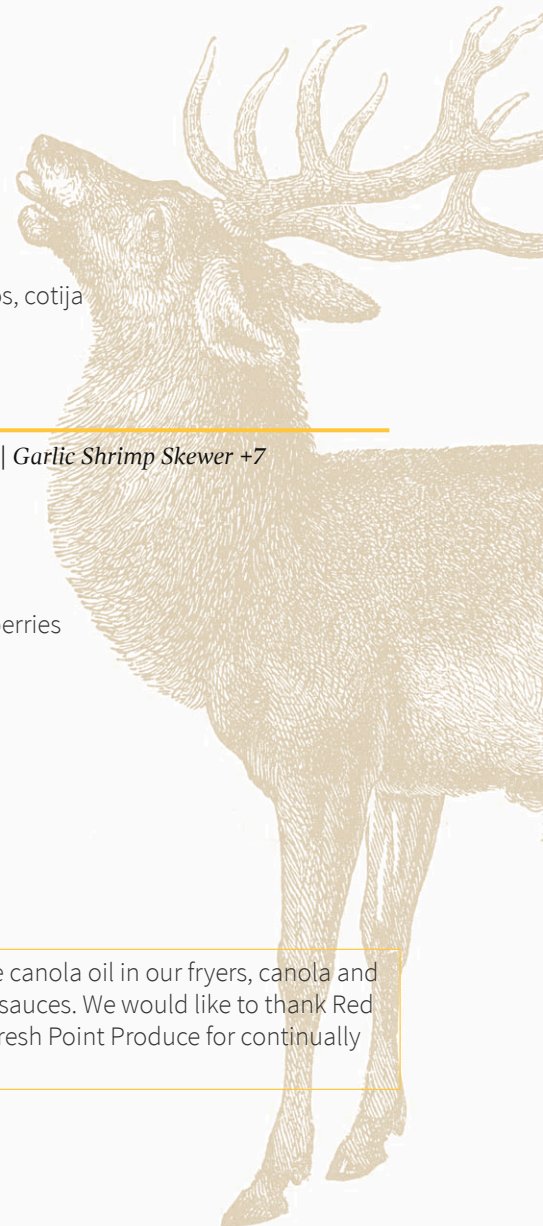 s, cotija
| Garlic Shrimp Skewer +7
erries
e canola oil in our fryers, canola and
sauces. We would like to thank Red
resh Point Produce for continually